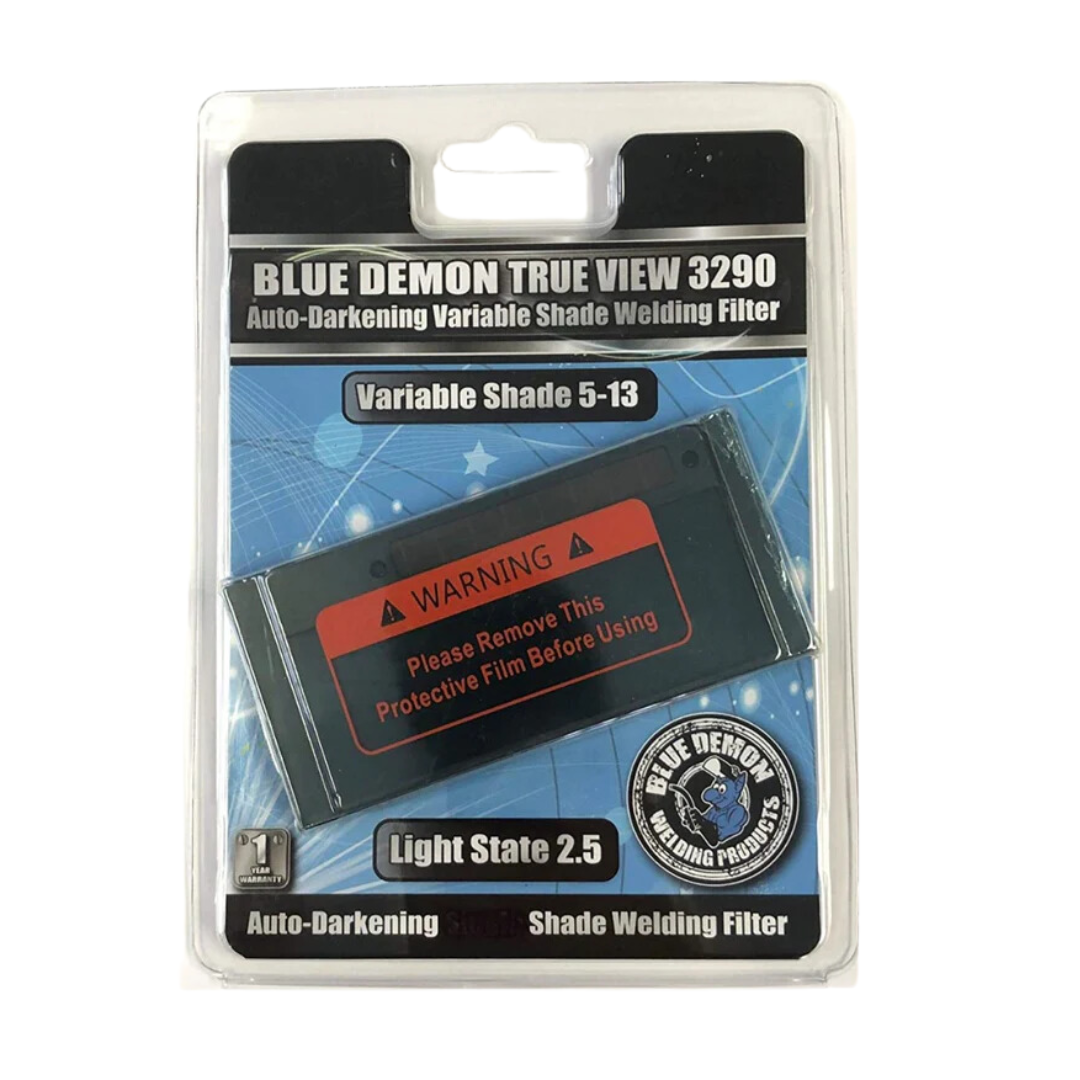 BLUE DEMON TRUE VIEW 3290
Auto-Darkening Variable Shade Welding Filter
Variable Shade 5-13
WARNING
Please Remove This
Protective Film Before Using
BLUE DEMON
WELDING PRODUCTS
Light State 2.5
1
YEAR
WARRANTY
Auto-Darkening Shade Welding Filter